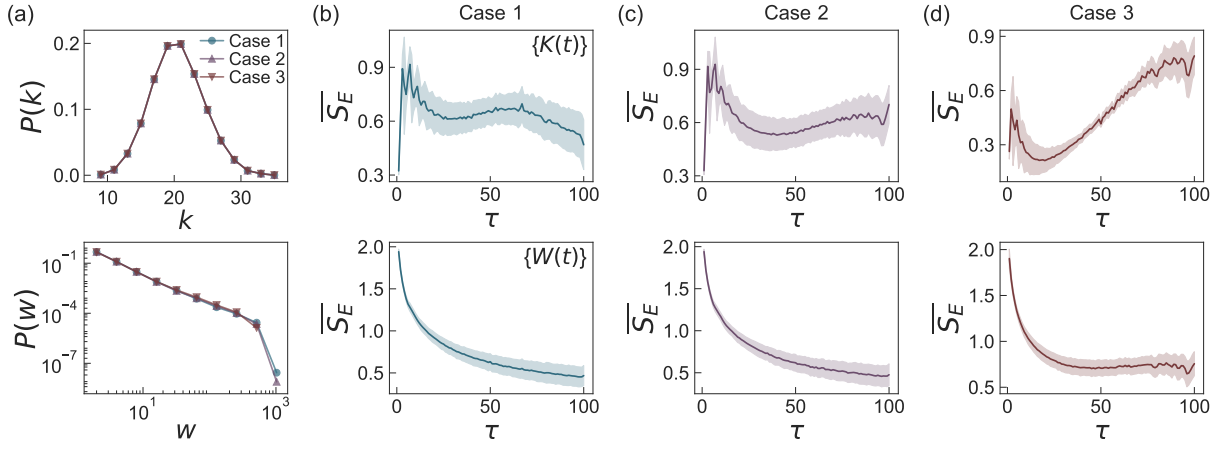 (a)
P(k)
0.2
0.1
0.0
10
20
30
k
Case 1
Case 2
Case 3
(b)
Case 1
{K(t)}
S_E
0.9
0.6
0.3
0
50
100
τ
(c)
Case 2
S_E
0.9
0.6
0.3
0
50
100
τ
(d)
Case 3
S_E
0.9
0.6
0.3
0
50
100
τ
P(w)
10⁻¹
10⁻⁴
10⁻⁷
10¹
10³
w
{W(t)}
S_E
2.0
1.5
1.0
0.5
0
50
100
τ
S_E
2.0
1.5
1.0
0.5
0
50
100
τ
S_E
2.0
1.5
1.0
0.5
0
50
100
τ